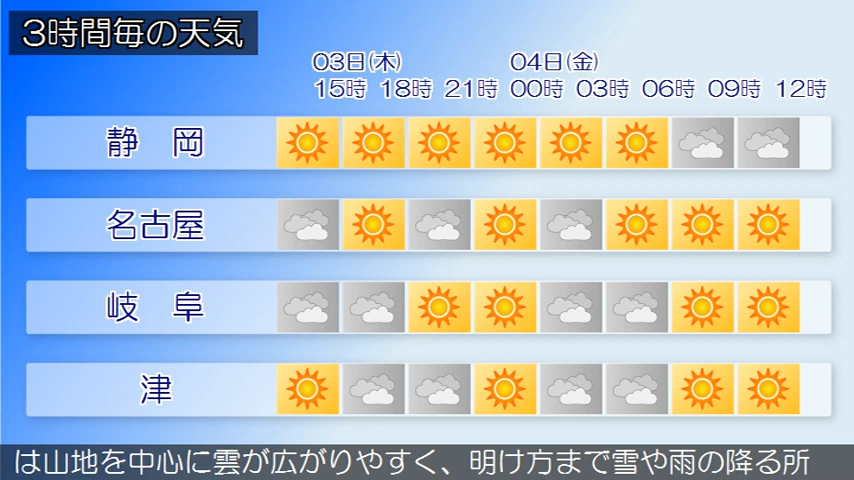 3時間毎の天気
03日(木) 04日(金)
15時 18時 21時 00時 03時 06時 09時 12時
静 岡
名古屋
岐 阜
津
は山地を中心に雲が広がりやすく、明け方まで雪や雨の降る所